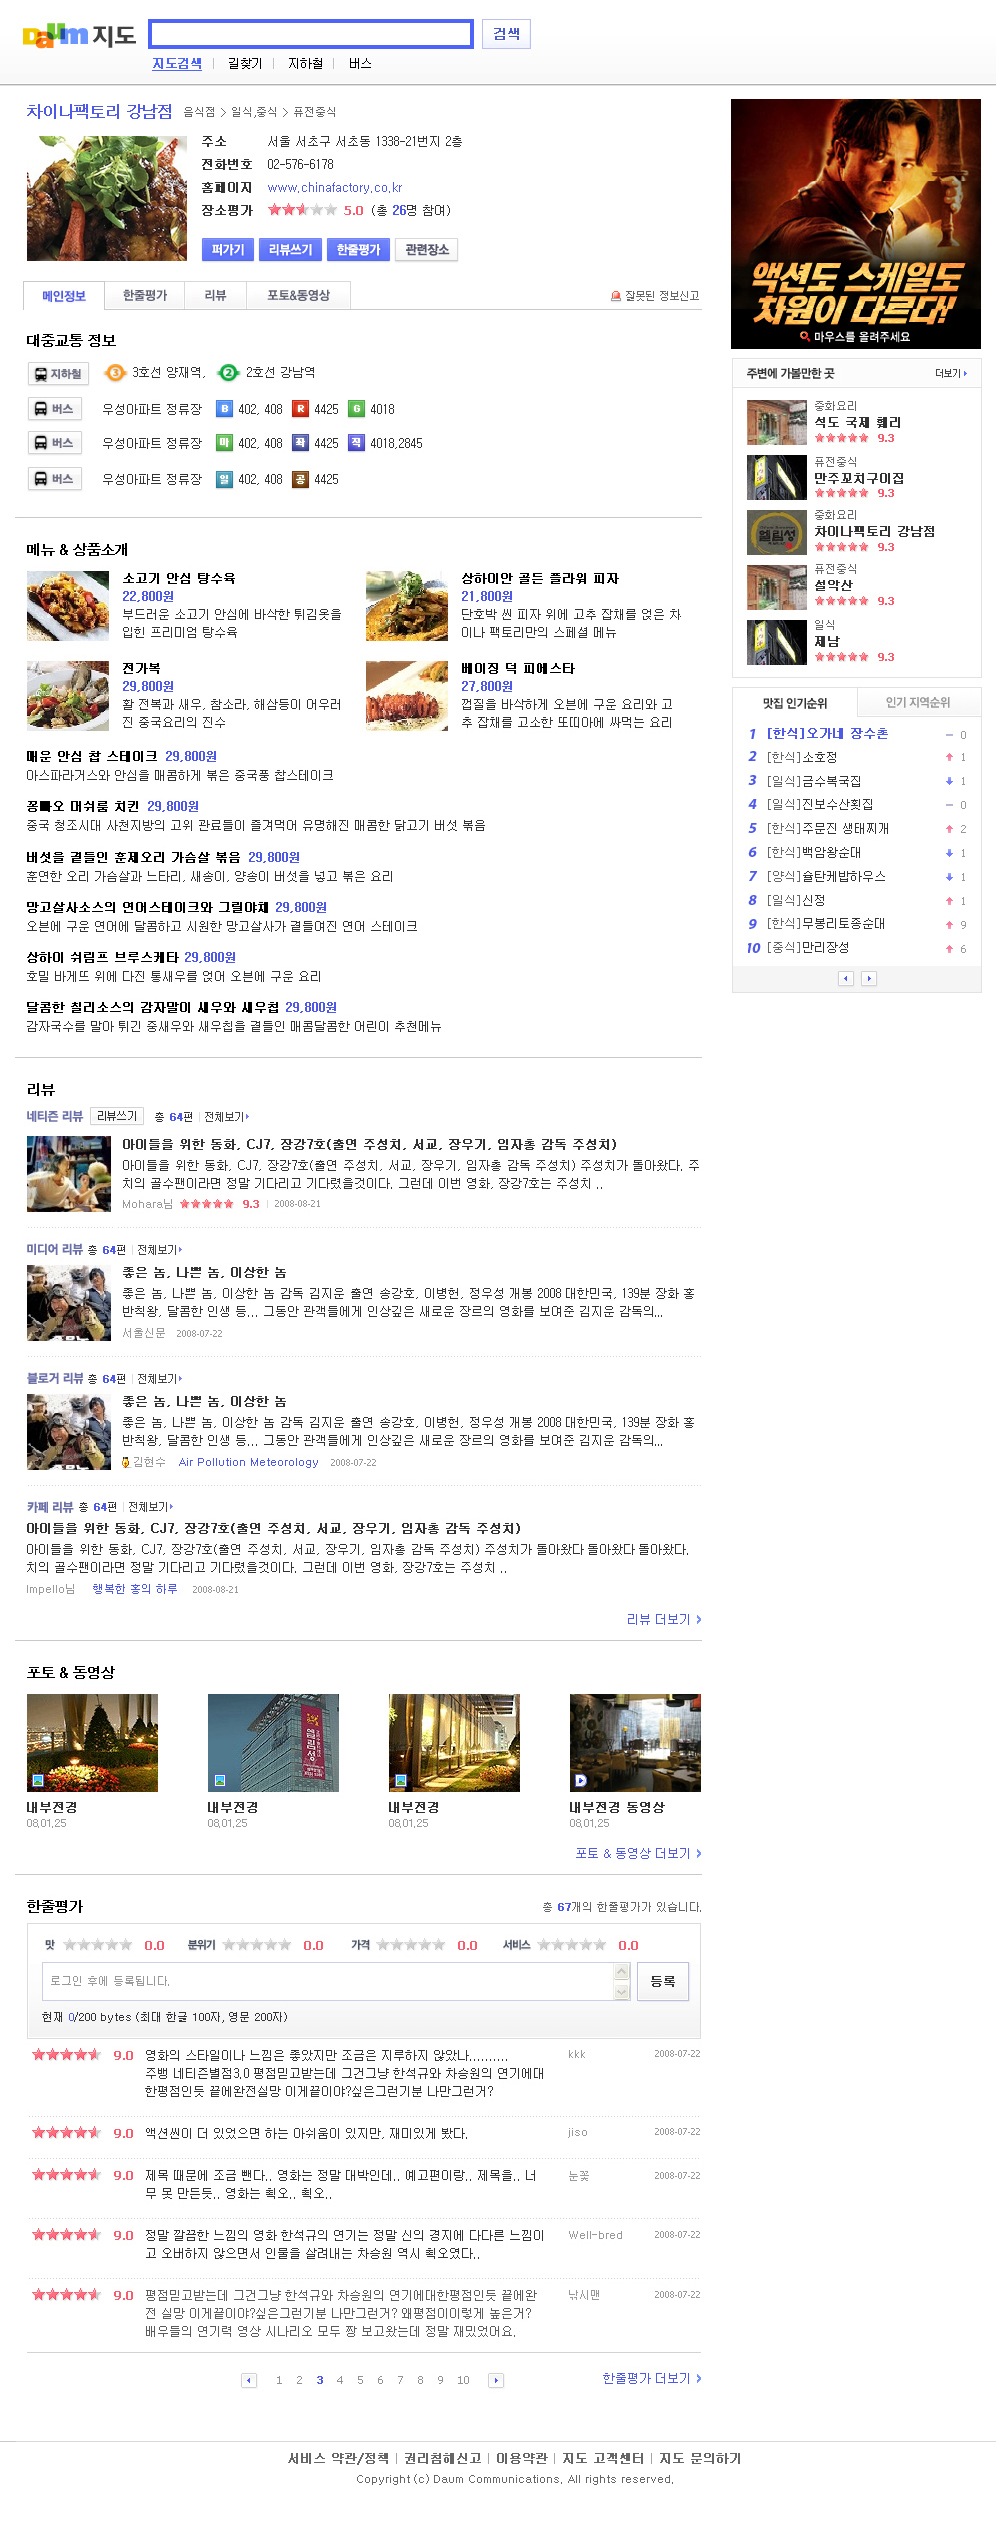 Daum 지도
검색
지도검색 | 길찾기 | 지하철 | 버스
차이나팩토리 강남점 음식점 > 일식,중식 > 퓨전중식
주소 서울 서초구 서초동 1338-21번지 2층
전화번호 02-576-6178
홈페이지 www.chinafactory.co.kr
장소평가 5.0 (총 26명 참여)
퍼가기 리뷰쓰기 한줄평가 관련장소
메인정보 한줄평가 리뷰 포토&동영상
잘못된 정보신고
대중교통 정보
지하철 3 3호선 양재역, 2 2호선 강남역
버스 우성아파트 정류장 B 402, 408 R 4425 G 4018
버스 우성아파트 정류장 마 402, 408 좌 4425 직 4018,2845
버스 우성아파트 정류장 일 402, 408 공 4425
메뉴 & 상품소개
소고기 안심 탕수육
22,800원
부드러운 소고기 안심에 바삭한 튀김옷을
입힌 프리미엄 탕수육
상하이안 골든 플라워 피자
21,800원
단호박 씬 피자 위에 고추 잡채를 얹은 차
이나 팩토리만의 스페셜 메뉴
전가복
29,800원
활 전복과 새우, 참소라, 해삼등이 어우러
진 중국요리의 진수
베이징 덕 피에스타
27,800원
껍질을 바삭하게 오븐에 구운 요리와 고
추 잡채를 고소한 또띠아에 싸먹는 요리
매운 안심 찹 스테이크 29,800원
아스파라거스와 안심을 매콤하게 볶은 중국풍 찹스테이크
꽁빠오 머쉬룸 치킨 29,800원
중국 청조시대 사천지방의 고위 관료들이 즐겨먹어 유명해진 매콤한 닭고기 버섯 볶음
버섯을 곁들인 훈제오리 가슴살 볶음 29,800원
훈연한 오리 가슴살과 느타리, 새송이, 양송이 버섯을 넣고 볶은 요리
망고살사소스의 연어스테이크와 그릴야채 29,800원
오븐에 구운 연어에 달콤하고 시원한 망고살사가 곁들여진 연어 스테이크
상하이 쉬림프 브루스케타 29,800원
호밀 바게뜨 위에 다진 통새우를 얹어 오븐에 구운 요리
달콤한 칠리소스의 감자말이 새우와 새우칩 29,800원
감자국수를 말아 튀긴 중새우와 새우칩을 곁들인 매콤달콤한 어린이 추천메뉴
리뷰
네티즌 리뷰 리뷰쓰기 총 64편 | 전체보기
아이들을 위한 동화, CJ7, 장강7호(출연 주성치, 서교, 장우기, 임자총 감독 주성치)
아이들을 위한 동화, CJ7, 장강7호(출연 주성치, 서교, 장우기, 임자총 감독 주성치) 주성치가 돌아왔다. 주
치의 골수팬이라면 정말 기다리고 기다렸을것이다. 그런데 이번 영화, 장강7호는 주성치 ..
Mohara님 9.3 | 2008-08-21
미디어 리뷰 총 64편 | 전체보기
좋은 놈, 나쁜 놈, 이상한 놈
좋은 놈, 나쁜 놈, 이상한 놈 감독 김지운 출연 송강호, 이병헌, 정우성 개봉 2008 대한민국, 139분 장화 홍
반칙왕, 달콤한 인생 등... 그동안 관객들에게 인상깊은 새로운 장르의 영화를 보여준 김지운 감독의...
서울신문 2008-07-22
블로거 리뷰 총 64편 | 전체보기
좋은 놈, 나쁜 놈, 이상한 놈
좋은 놈, 나쁜 놈, 이상한 놈 감독 김지운 출연 송강호, 이병헌, 정우성 개봉 2008 대한민국, 139분 장화 홍
반칙왕, 달콤한 인생 등... 그동안 관객들에게 인상깊은 새로운 장르의 영화를 보여준 김지운 감독의...
김현수 Air Pollution Meteorology 2008-07-22
카페 리뷰 총 64편 | 전체보기
아이들을 위한 동화, CJ7, 장강7호(출연 주성치, 서교, 장우기, 임자총 감독 주성치)
아이들을 위한 동화, CJ7, 장강7호(출연 주성치, 서교, 장우기, 임자총 감독 주성치) 주성치가 돌아왔다 돌아왔다 돌아왔다.
치의 골수팬이라면 정말 기다리고 기다렸을것이다. 그런데 이번 영화, 장강7호는 주성치 ..
Impello님 행복한 홍의 하루 2008-08-21
리뷰 더보기
포토 & 동영상
엘림성
내부전경
08.01.25
내부전경
08.01.25
내부전경
08.01.25
내부전경 동영상
08.01.25
포토 & 동영상 더보기
한줄평가
총 67개의 한줄평가가 있습니다.
맛 0.0 분위기 0.0 가격 0.0 서비스 0.0
로그인 후에 등록됩니다.
등록
현재 0/200 bytes (최대 한글 100자, 영문 200자)
9.0 영화의 스타일이나 느낌은 좋았지만 조금은 지루하지 않았나.......... kkk 2008-07-22
주뱅 네티즌별점3.0 평점믿고봤는데 그건그냥 한석규와 차승원의 연기에대
한평점인듯 끝에완전실망 이게끝이야?싶은그런기분 나만그런거?
9.0 액션씬이 더 있었으면 하는 아쉬움이 있지만, 재미있게 봤다. jiso 2008-07-22
9.0 제목 때문에 조금 뺀다.. 영화는 정말 대박인데.. 예고편이랑.. 제목을.. 너 눈꽃 2008-07-22
무 못 만든듯.. 영화는 쵝오.. 쵝오..
9.0 정말 깔끔한 느낌의 영화 한석규의 연기는 정말 신의 경지에 다다른 느낌이 Well-bred 2008-07-22
고 오버하지 않으면서 인물을 살려내는 차승원 역시 쵝오였다..
9.0 평점믿고봤는데 그건그냥 한석규와 차승원의 연기에대한평점인듯 끝에완 낚시맨 2008-07-22
전 실망 이게끝이야?싶은그런기분 나만그런거? 왜평점이이렇게 높은거?
배우들의 연기력 영상 시나리오 모두 짱 보고왔는데 정말 재밌었어요.
1 2 3 4 5 6 7 8 9 10
한줄평가 더보기
액션도 스케일도
차원이 다르다!
마우스를 올려주세요
주변에 가볼만한 곳 더보기
중화요리
석도 국제 훼리
9.3
퓨전중식
만주꼬치구이집
9.3
중화요리
차이나팩토리 강남점
9.3
엘림성
퓨전중식
설악산
9.3
일식
제남
9.3
맛집 인기순위 인기 지역순위
1 [한식]오가네 장수촌 0
2 [한식]소호정 1
3 [일식]금수복국집 1
4 [일식]진보수산횟집 0
5 [한식]주문진 생태찌개 2
6 [한식]백암왕순대 1
7 [양식]술탄케밥하우스 1
8 [일식]신정 1
9 [한식]무봉리토종순대 9
10 [중식]만리장성 6
서비스 약관/정책 | 권리침해신고 | 이용약관 | 지도 고객센터 | 지도 문의하기
Copyright (c) Daum Communications. All rights reserved.